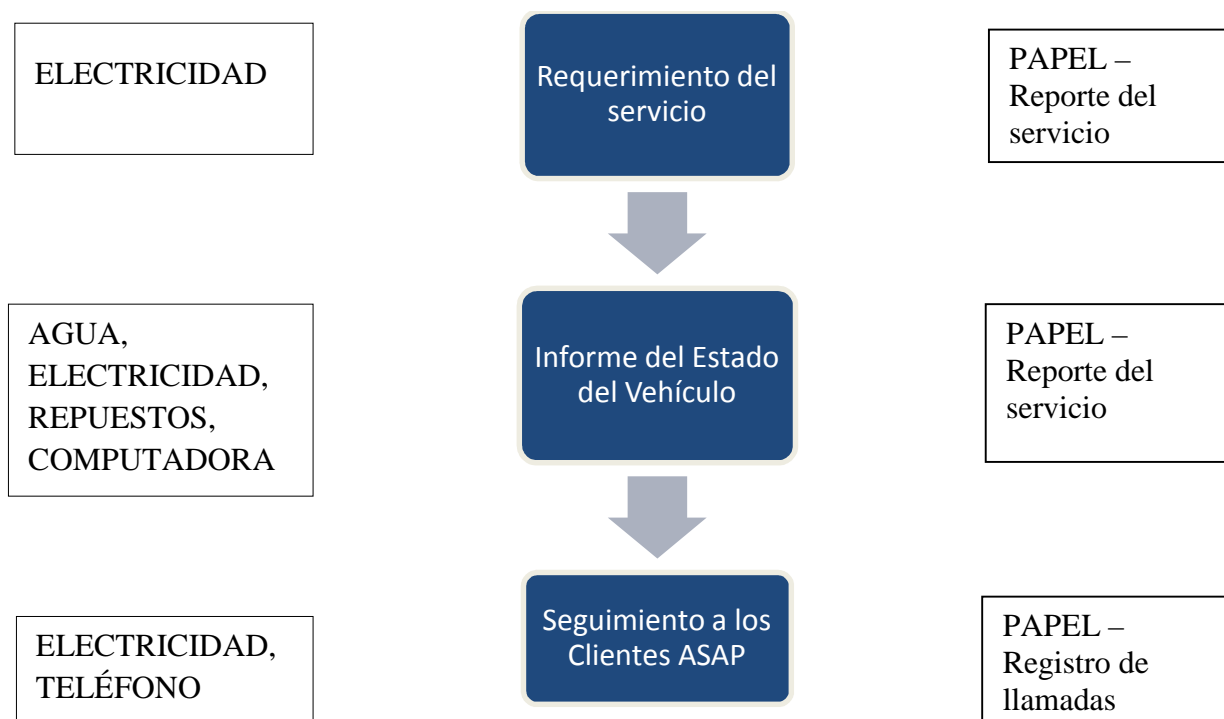 ELECTRICIDAD
Requerimiento del
servicio
PAPEL –
Reporte del
servicio
AGUA,
ELECTRICIDAD,
REPUESTOS,
COMPUTADORA
Informe del Estado
del Vehículo
PAPEL –
Reporte del
servicio
ELECTRICIDAD,
TELÉFONO
Seguimiento a los
Clientes ASAP
PAPEL –
Registro de
llamadas